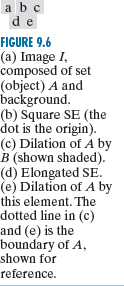 a b c
d e
FIGURE 9.6
(a) Image I,
composed of set
(object) A and
background.
(b) Square SE (the
dot is the origin).
(c) Dilation of A by
B (shown shaded).
(d) Elongated SE.
(e) Dilation of A by
this element. The
dotted line in (c)
and (e) is the
boundary of A,
shown for
reference.